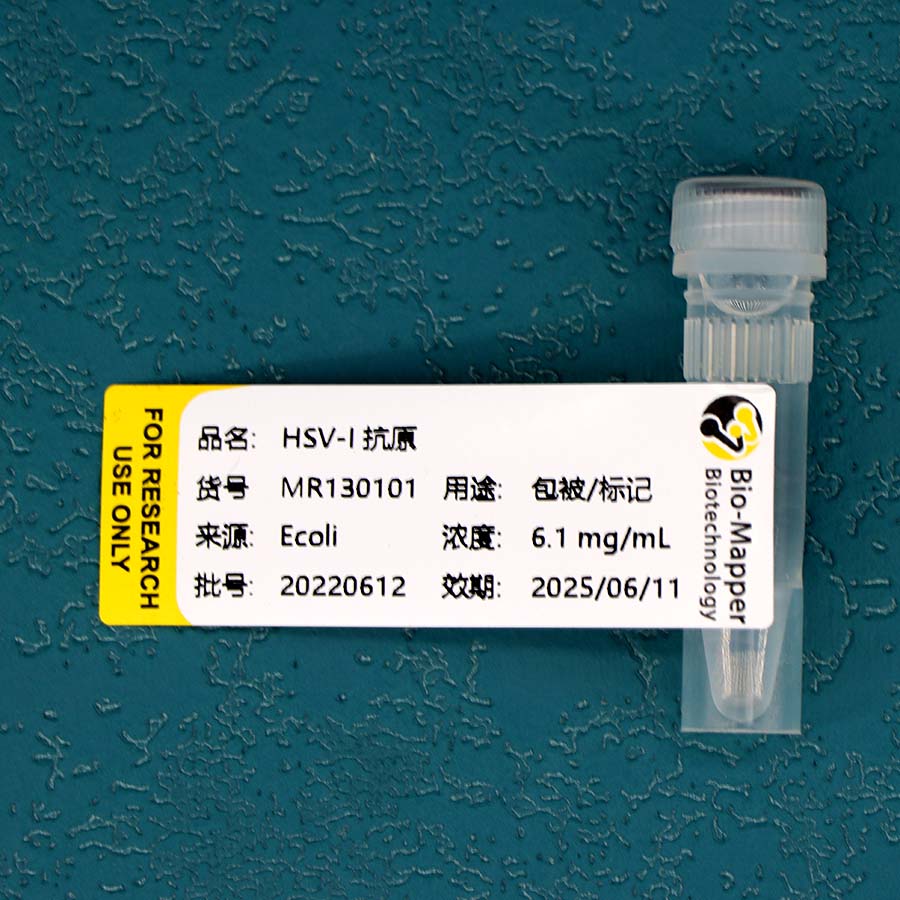 FOR RESEARCH
USE ONLY
品名: HSV-I 抗原
货号 MR130101 用途: 包被/标记
来源: Ecoli 浓度: 6.1 mg/mL
批号: 20220612 效期: 2025/06/11
Bio-Mapper
Biotechnology